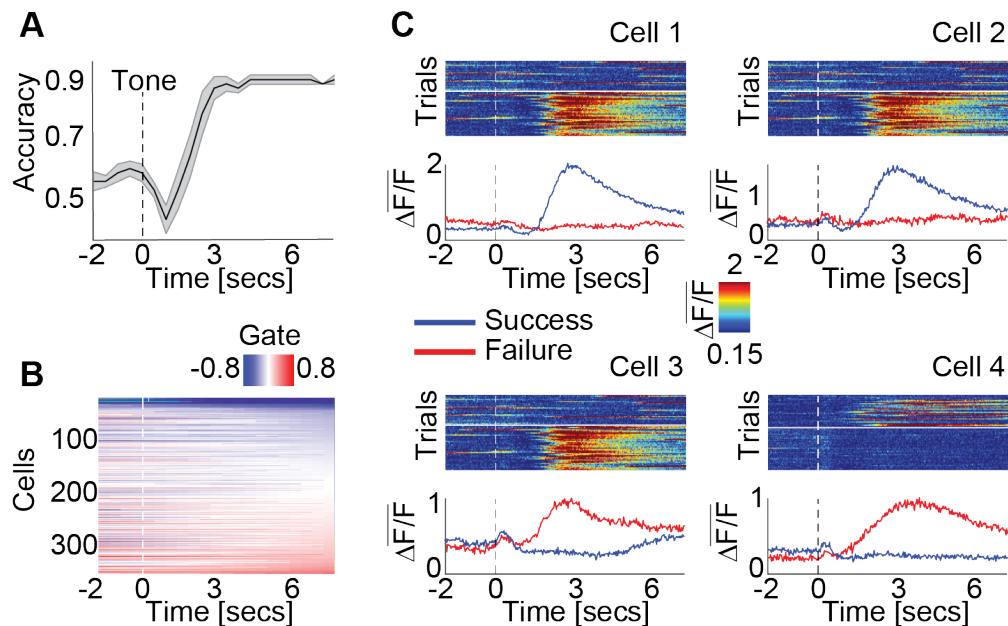 A
Accuracy
0.9
0.7
0.5
Tone
-2 0 3 6
Time [secs]
B
Gate
-0.8 0.8
Cells
100
200
300
-2 0 3 6
Time [secs]
C
Cell 1
Trials
ΔF/F
2
0
-2 0 3 6
Time [secs]
Cell 2
Trials
ΔF/F
1
0
-2 0 3 6
Time [secs]
Success
Failure
ΔF/F
2
0.15
Cell 3
Trials
ΔF/F
1
0
-2 0 3 6
Time [secs]
Cell 4
Trials
ΔF/F
1
0
-2 0 3 6
Time [secs]